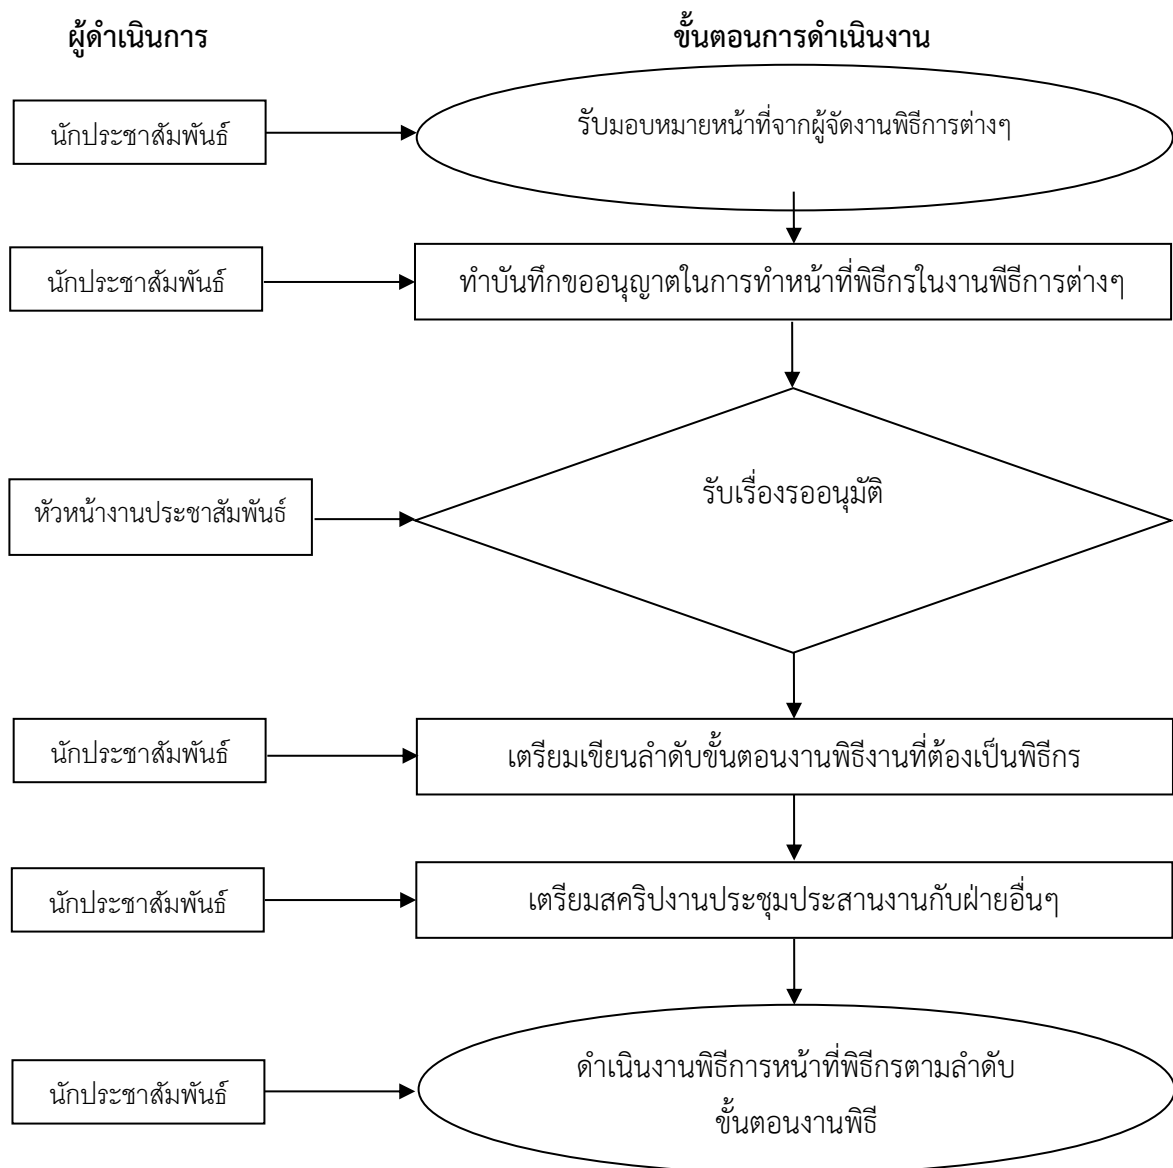 ผู้ดำเนินการ
ขั้นตอนการดำเนินงาน
นักประชาสัมพันธ์
รัปมอบหมายหน้าที่จากผู้จัดงานพิธีการต่างๆ
นักประชาสัมพันธ์
ทำบันทึกขออนุญาตในการทำหน้าที่พิธีกรในงานพีธีการต่างๆ
หัวหน้างานประชาสัมพันธ์
รับเรื่องรออนุมัติ
นักประชาสัมพันธ์
เตรียมเขียนลำดับขั้นตอนงานพิธีงานที่ต้องเป็นพิธีกร
นักประชาสัมพันธ์
เตรียมสคริปงานประชุมประสานงานกับฝ่ายอื่นๆ
นักประชาสัมพันธ์
ดำเนินงานพิธีการหน้าที่พิธีกรตามลำดับ
ขั้นตอนงานพิธี